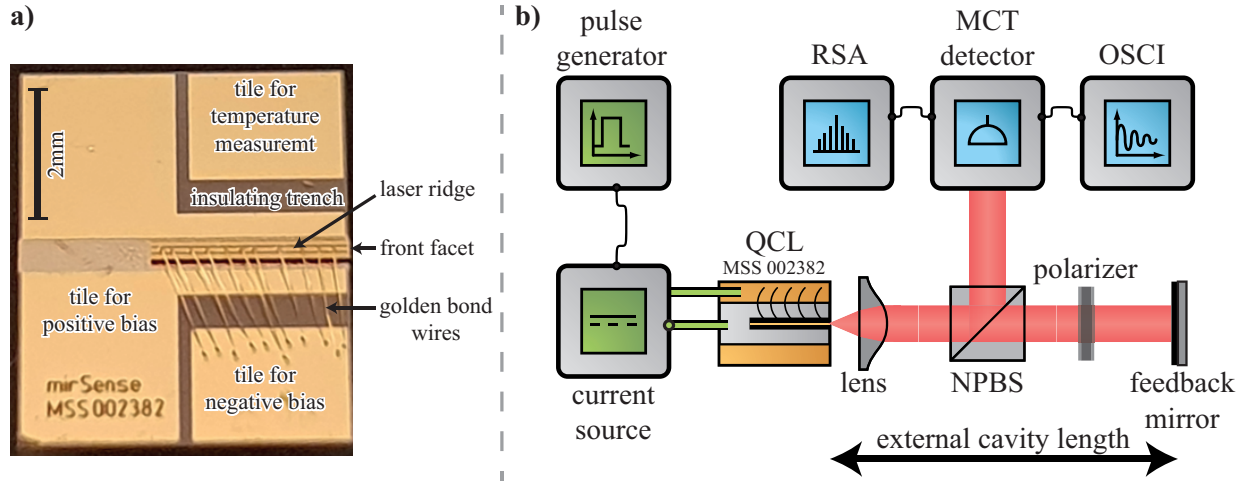 a)
tile for
temperature
measuremt
2mm
insulating trench
laser ridge
front facet
golden bond
wires
tile for
positive bias
tile for
negative bias
mirSense
MSS002382
b)
pulse
generator
RSA
MCT
detector
OSCI
QCL
MSS 002382
polarizer
current
source
lens
NPBS
feedback
mirror
external cavity length